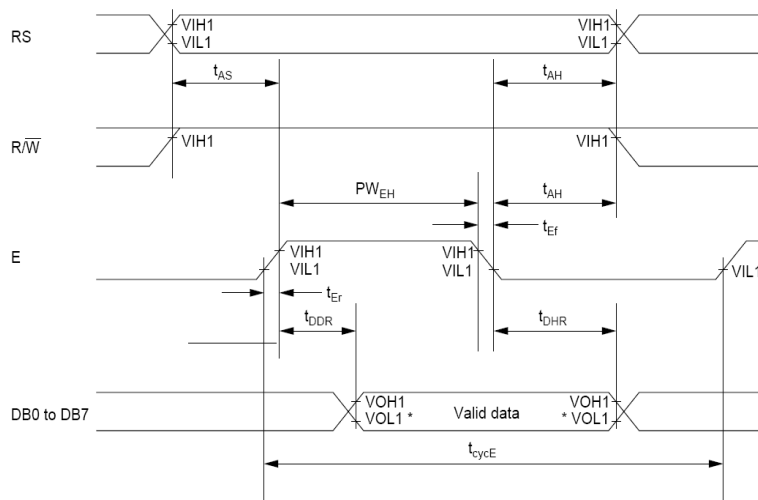 RS
VIH1
VIL1
VIH1
VIL1
tAS
tAH
R/W̅
VIH1
VIH1
PWEH
tAH
tEf
E
VIH1
VIL1
VIH1
VIL1
VIL1
tEr
tDDR
tDHR
DB0 to DB7
VOH1
VOL1 *
Valid data
VOH1
* VOL1
tcycE